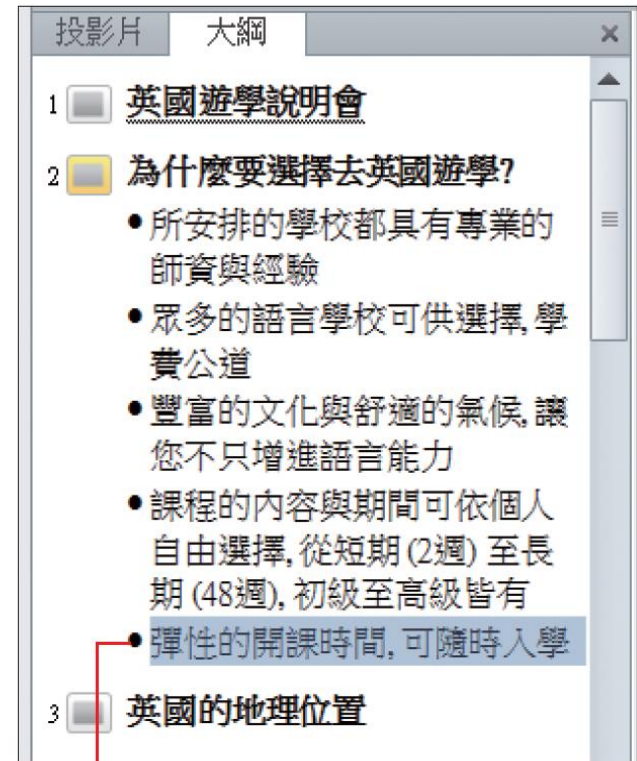 投影片 大綱
1 英國遊學說明會
2 為什麼要選擇去英國遊學?
•所安排的學校都具有專業的
師資與經驗
•眾多的語言學校可供選擇,學
費公道
•豐富的文化與舒適的氣候,讓
您不只增進語言能力
•課程的內容與期間可依個人
自由選擇,從短期(2週)至長
期(48週),初級至高級皆有
•彈性的開課時間,可隨時入學
3 英國的地理位置